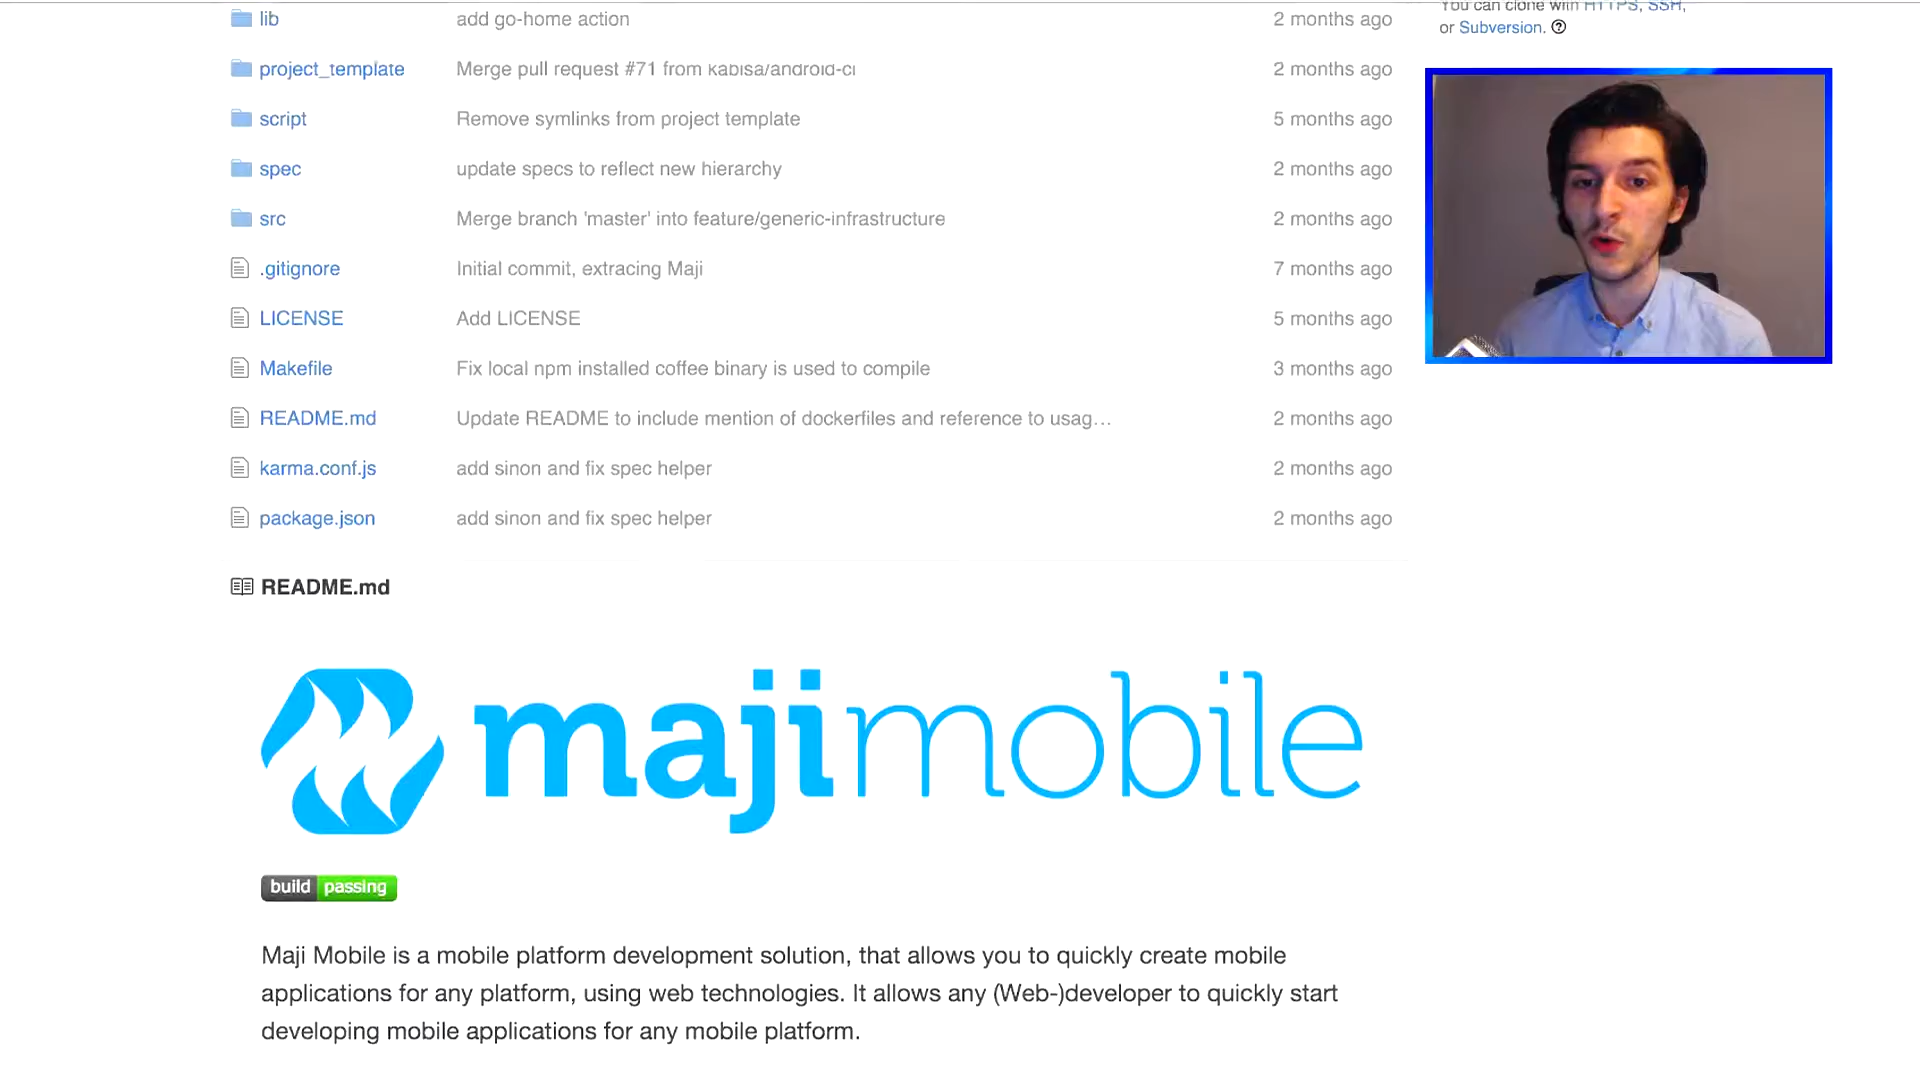 lib add go-home action 2 months ago
You can clone with HTTPS, SSH,
or Subversion.
project_template Merge pull request #71 from kabisa/android-ci 2 months ago
script Remove symlinks from project template 5 months ago
spec update specs to reflect new hierarchy 2 months ago
src Merge branch 'master' into feature/generic-infrastructure 2 months ago
.gitignore Initial commit, extracing Maji 7 months ago
LICENSE Add LICENSE 5 months ago
Makefile Fix local npm installed coffee binary is used to compile 3 months ago
README.md Update README to include mention of dockerfiles and reference to usag… 2 months ago
karma.conf.js add sinon and fix spec helper 2 months ago
package.json add sinon and fix spec helper 2 months ago
README.md
majimobile
build passing
Maji Mobile is a mobile platform development solution, that allows you to quickly create mobile
applications for any platform, using web technologies. It allows any (Web-)developer to quickly start
developing mobile applications for any mobile platform.